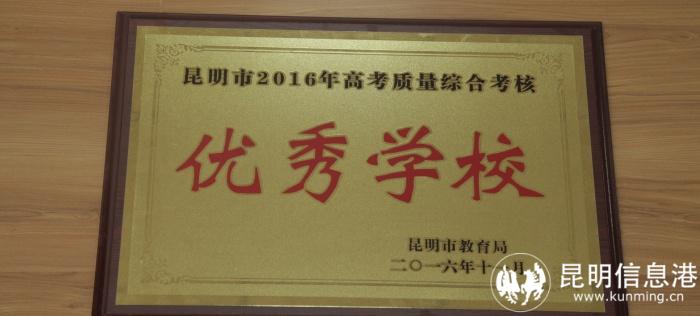 昆明市2016年高考质量综合考核
优秀学校
昆明市教育局
二〇一六年十一月
昆明信息港
www.kunming.cn